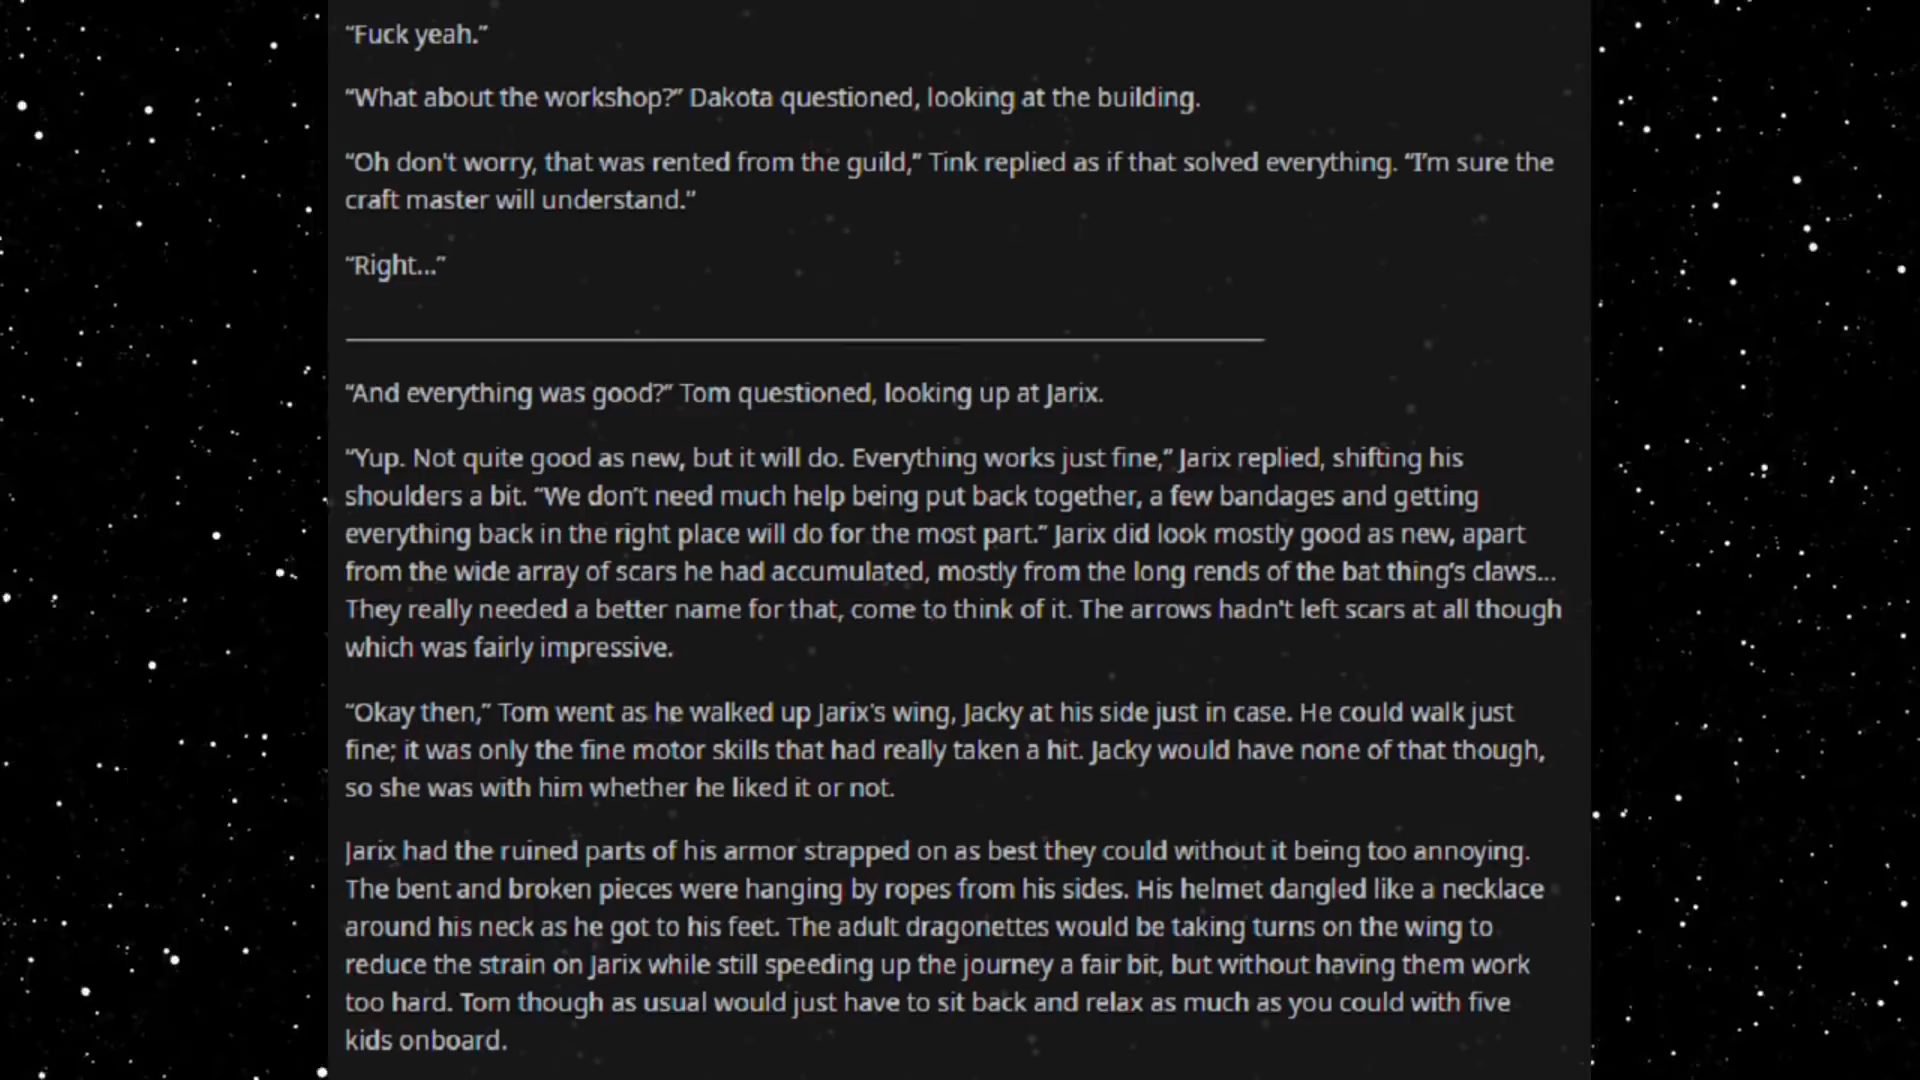 “Fuck yeah.”
“What about the workshop?” Dakota questioned, looking at the building.
“Oh don't worry, that was rented from the guild,” Tink replied as if that solved everything. “I’m sure the
craft master will understand.”
“Right...”
“And everything was good?” Tom questioned, looking up at Jarix.
“Yup. Not quite good as new, but it will do. Everything works just fine,” Jarix replied, shifting his
shoulders a bit. “We don’t need much help being put back together, a few bandages and getting
everything back in the right place will do for the most part.” Jarix did look mostly good as new, apart
from the wide array of scars he had accumulated, mostly from the long rends of the bat thing’s claws...
They really needed a better name for that, come to think of it. The arrows hadn't left scars at all though
which was fairly impressive.
“Okay then,” Tom went as he walked up Jarix’s wing, Jacky at his side just in case. He could walk just
fine; it was only the fine motor skills that had really taken a hit. Jacky would have none of that though,
so she was with him whether he liked it or not.
Jarix had the ruined parts of his armor strapped on as best they could without it being too annoying.
The bent and broken pieces were hanging by ropes from his sides. His helmet dangled like a necklace
around his neck as he got to his feet. The adult dragonettes would be taking turns on the wing to
reduce the strain on Jarix while still speeding up the journey a fair bit, but without having them work
too hard. Tom though as usual would just have to sit back and relax as much as you could with five
kids onboard.